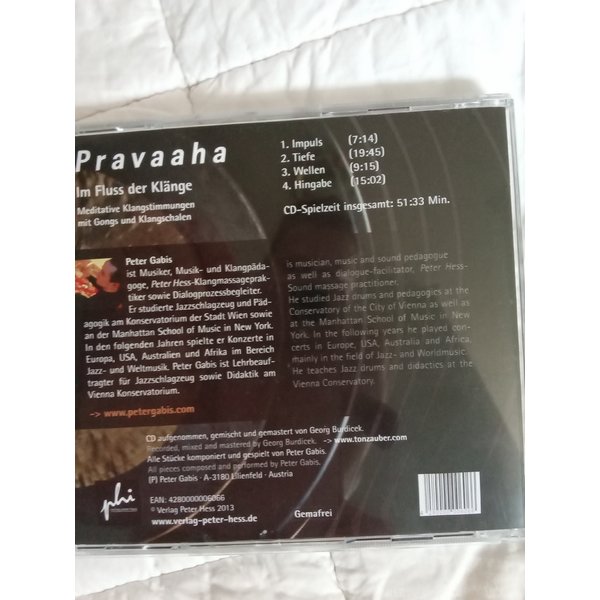 Pravaaha
Im Fluss der Klänge
Meditative Klangstimmungen
mit Gongs und Klangschalen
1. Impuls (7:14)
2. Tiefe (19:45)
3. Wellen (9:15)
4. Hingabe (15:02)
CD-Spielzeit insgesamt: 51:33 Min.
Peter Gabis
ist Musiker, Musik- und Klangpäda-
goge, Peter Hess-Klangmassageprak-
tiker sowie Dialogprozessbegleiter.
Er studierte Jazzschlagzeug und Päd-
agogik am Konservatorium der Stadt Wien sowie
an der Manhattan School of Music in New York.
In den folgenden Jahren spielte er Konzerte in
Europa, USA, Australien und Afrika im Bereich
Jazz- und Weltmusik. Peter Gabis ist Lehrbeauf-
tragter für Jazzschlagzeug sowie Didaktik am
Vienna Konservatorium.
-> www.petergabis.com
is musician, music and sound pedagogue
as well as dialogue-facilitator, Peter Hess-
Sound massage practitioner.
He studied Jazz drums and pedagogics at the
Conservatory of the City of Vienna as well as
at the Manhattan School of Music in New
York. In the following years he played con-
certs in Europe, USA, Australia and Africa,
mainly in the field of Jazz- and Worldmusic.
He teaches Jazz drums and didactics at the
Vienna Conservatory.
CD aufgenommen, gemischt und gemastert von Georg Burdicek.
Recorded, mixed and mastered by Georg Burdicek. -> www.tonzauber.com
Alle Stücke komponiert und gespielt von Peter Gabis.
All pieces composed and performed by Peter Gabis.
(P) Peter Gabis · A-3180 Lilienfeld · Austria
phi
EAN: 4280000006066
© Verlag Peter Hess 2013
www.verlag-peter-hess.de
Gemafrei